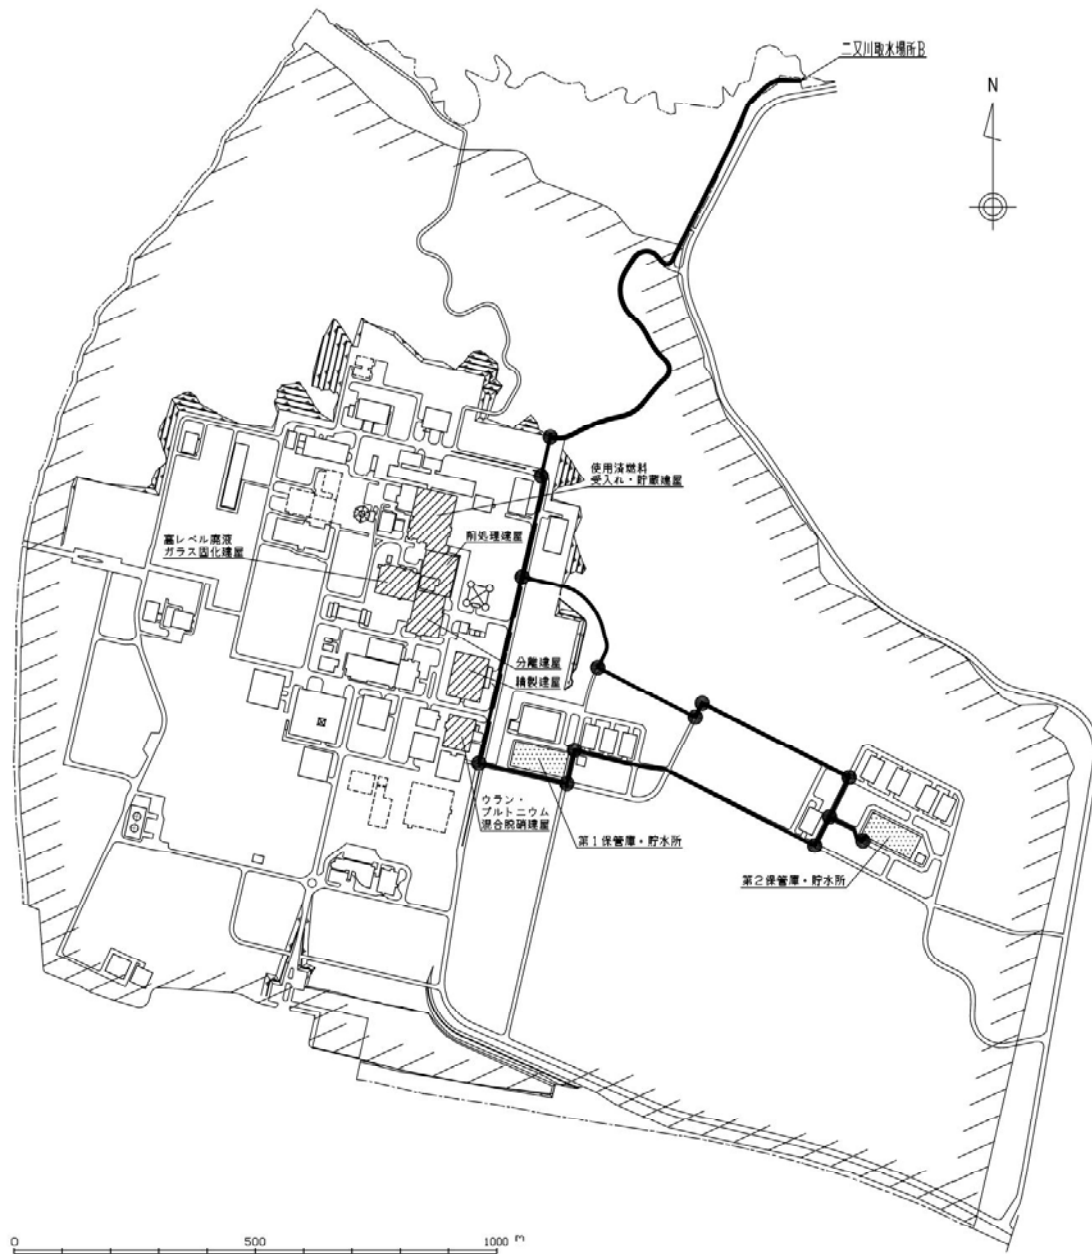 二又川取水場所B
N
使用済燃料
受入れ・貯蔵建屋
前処理建屋
高レベル廃液
ガラス固化建屋
分離建屋
精製建屋
ウラン・
プルトニウム
混合脱硝建屋
第1保管庫・貯水所
第2保管庫・貯水所
0 500 1000 m